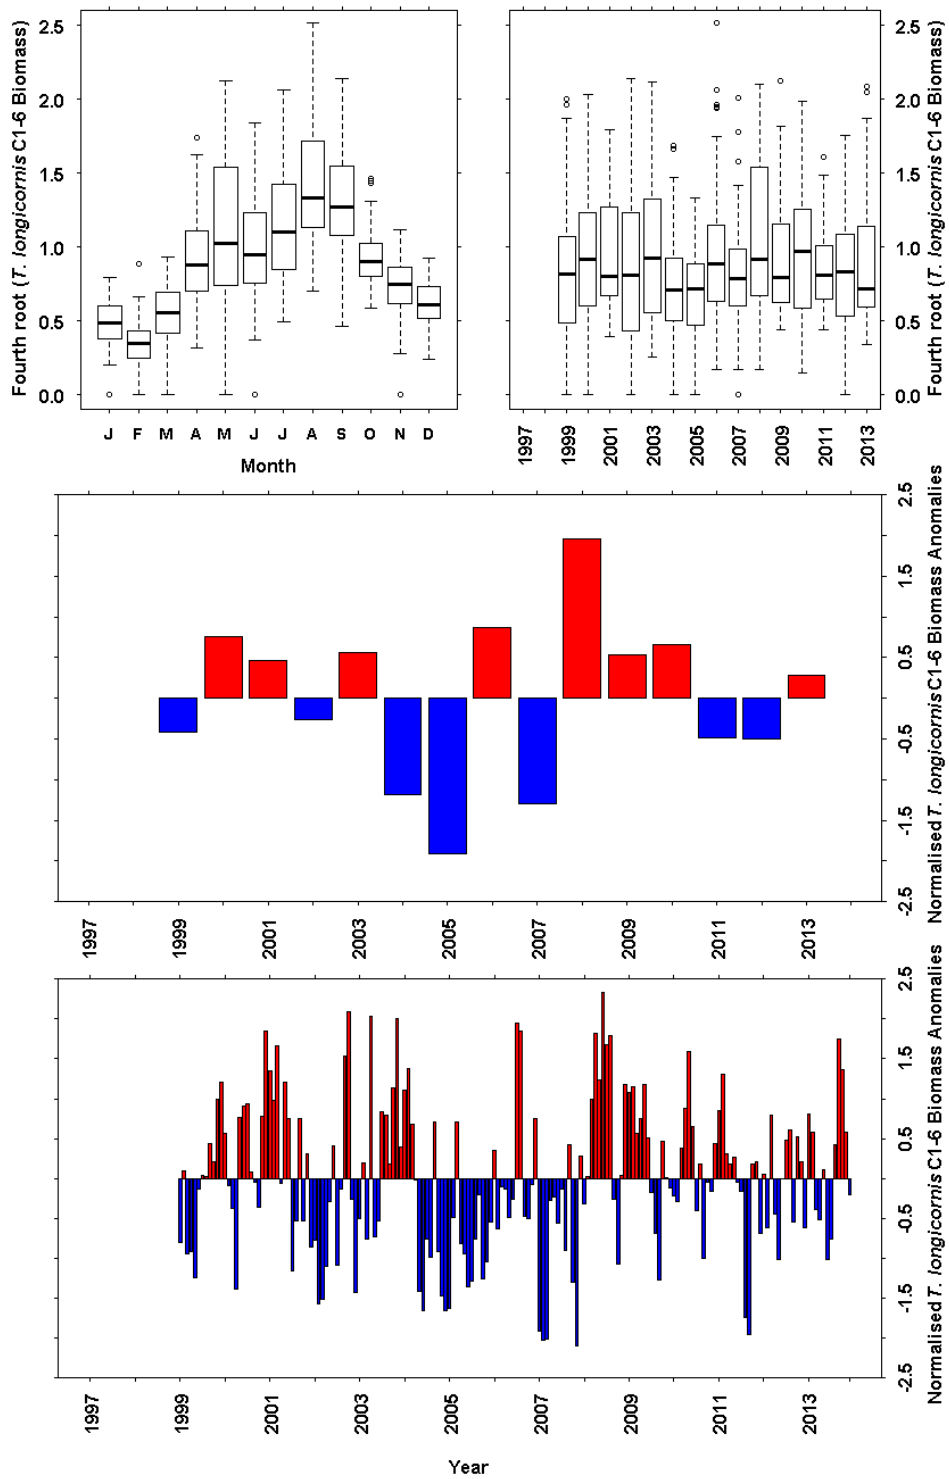 Fourth root (T. longicornis C1-6 Biomass)
2.5
2.0
1.5
1.0
0.5
0.0
J F M A M J J A S O N D
Month
2.5
2.0
1.5
1.0
0.5
0.0
Fourth root (T. longicornis C1-6 Biomass)
1997 1999 2001 2003 2005 2007 2009 2011 2013
2.5
1.5
0.5
-0.5
-1.5
-2.5
Normalised T. longicornis C1-6 Biomass Anomalies
1997 1999 2001 2003 2005 2007 2009 2011 2013
2.5
1.5
0.5
-0.5
-1.5
-2.5
Normalised T. longicornis C1-6 Biomass Anomalies
1997 1999 2001 2003 2005 2007 2009 2011 2013
Year